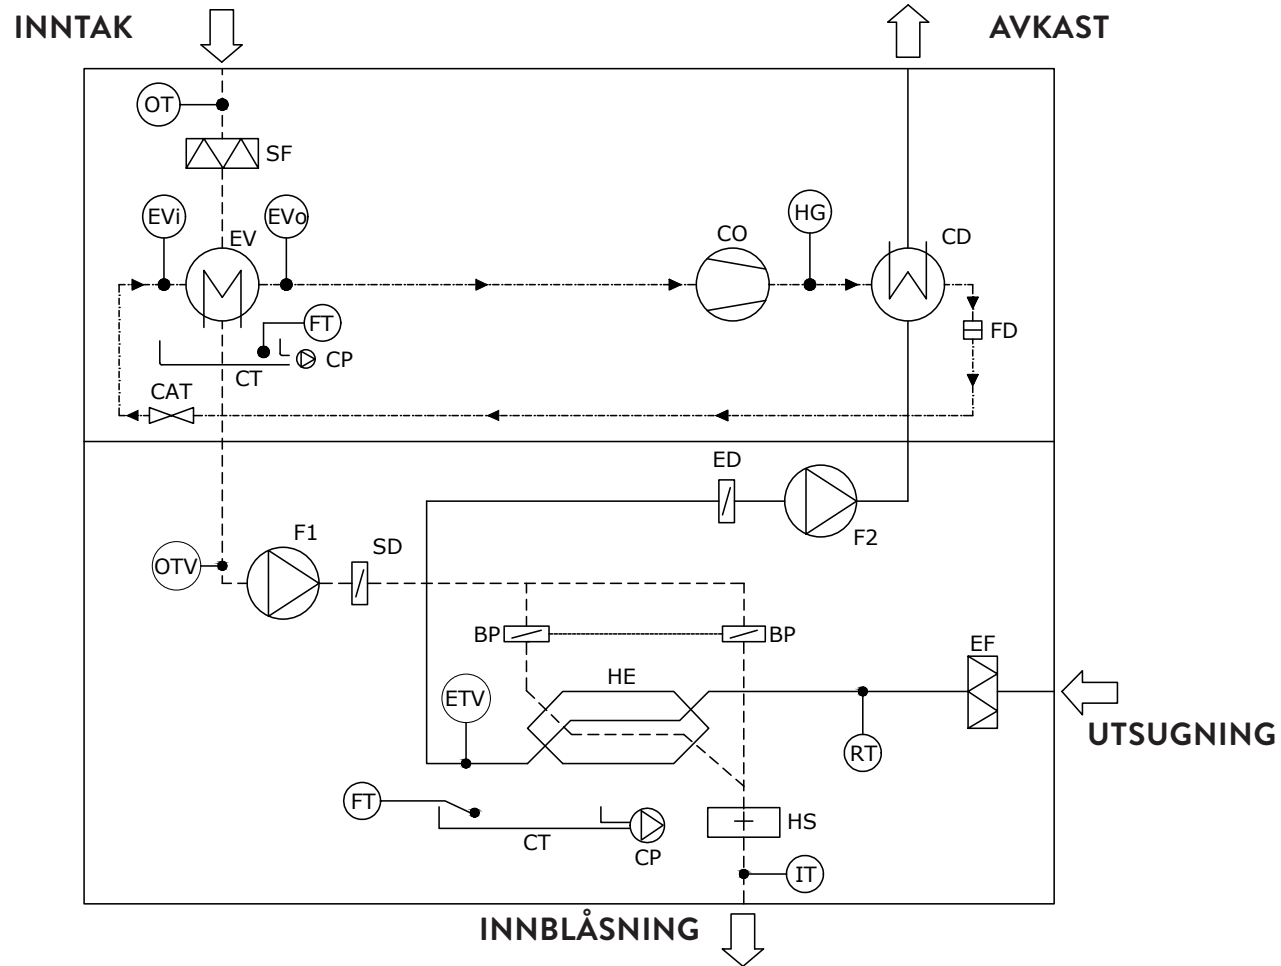 INNTAK
AVKAST
OT
SF
EVi
EVo
EV
HG
CO
CD
FT
FD
CP
CT
CAT
ED
F2
F1
SD
OTV
BP
BP
EF
HE
ETV
UTSUGNING
RT
FT
HS
CT
CP
IT
INNBLÅSNING